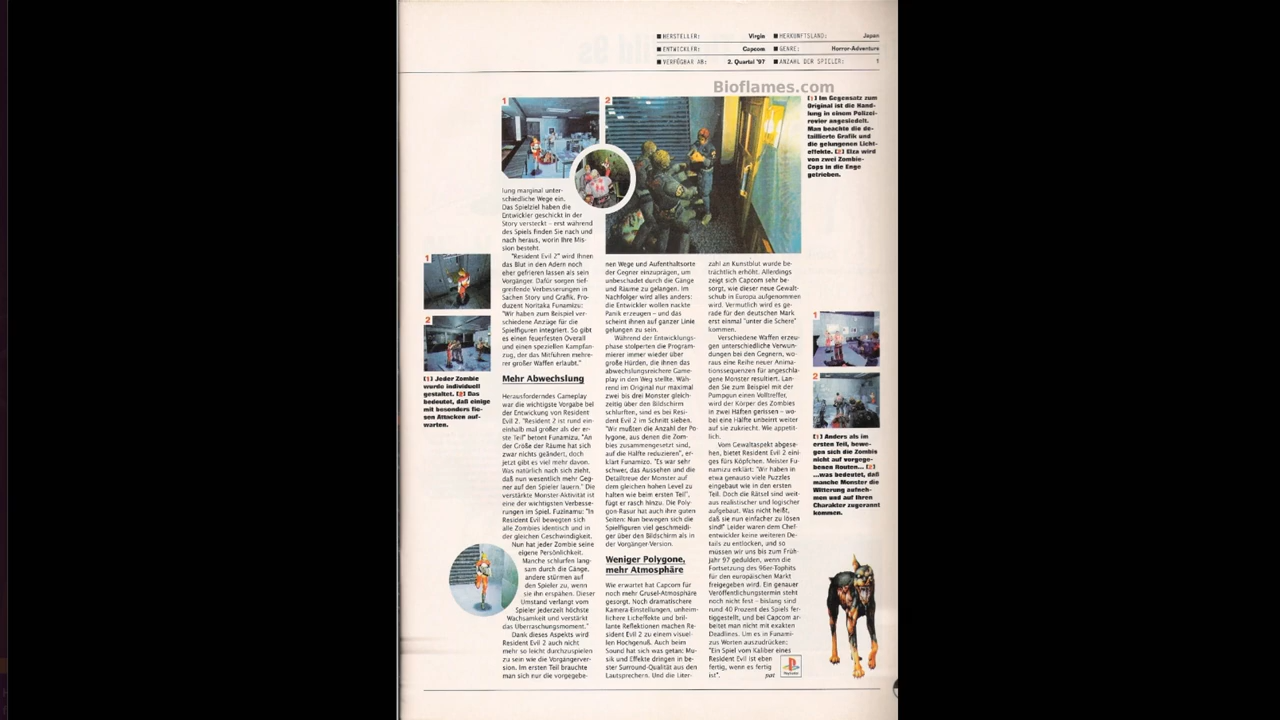 HERSTELLER: Virgin HERKUNFTSLAND: Japan
ENTWICKLER: Capcom GENRE: Horror-Adventure
VERFÜGBAR AB: 2. Quartal '97 ANZAHL DER SPIELER: 1
Bioflames.com
1
2
[1] Im Gegensatz zum
Original ist die Hand-
lung in einem Polizei-
revier angesiedelt.
Man beachte die de-
taillierte Grafik und
die gelungenen Licht-
effekte. [2] Elza wird
von zwei Zombie-
Cops in die Enge
getrieben.
lung marginal unter-
schiedliche Wege ein.
Das Spielziel haben die
Entwickler geschickt in der
Story versteckt – erst während
des Spiels finden Sie nach und
nach heraus, worin Ihre Mis-
sion besteht.
"Resident Evil 2" wird Ihnen
das Blut in den Adern noch
eher gefrieren lassen als sein
Vorgänger. Dafür sorgen tief-
greifende Verbesserungen in
Sachen Story und Grafik. Pro-
duzent Noritaka Funamizu:
"Wir haben zum Beispiel ver-
schiedene Anzüge für die
Spielfiguren integriert. So gibt
es einen feuerfesten Overall
und einen speziellen Kampfan-
zug, der das Mitführen mehre-
rer großer Waffen erlaubt."
Mehr Abwechslung
Herausforderndes Gameplay
war die wichtigste Vorgabe bei
der Entwicung von Resident
Evil 2. "Resident 2 ist rund ein-
einhalb mal größer als der er-
ste Teil" betont Funamizu, "An
der Größe der Räume hat sich
zwar nichts geändert, doch
jetzt gibt es viel mehr davon.
Was natürlich nach sich zieht,
daß nun wesentlich mehr Geg-
ner auf den Spieler lauern." Die
verstärkte Monster-Aktivität ist
eine der wichtigsten Verbesse-
rungen im Spiel. Fuzinamu: "In
Resident Evil bewegten sich
alle Zombies identisch und in
der gleichen Geschwindigkeit.
Nun hat jeder Zombie seine
eigene Persönlichkeit.
Manche schlurfen lang-
sam durch die Gänge,
andere stürmen auf
den Spieler zu, wenn
sie ihn erspähen. Dieser
Umstand verlangt vom
Spieler jederzeit höchste
Wachsamkeit und verstärkt
das Überraschungsmoment."
Dank dieses Aspekts wird
Resident Evil 2 auch nicht
mehr so leicht durchzuspielen
zu sein wie die Vorgängerver-
sion. Im ersten Teil brauchte
man sich nur die vorgegebe-
nen Wege und Aufenthaltsorte
der Gegner einzuprägen, um
unbeschadet durch die Gänge
und Räume zu gelangen. Im
Nachfolger wird alles anders:
die Entwickler wollen nackte
Panik erzeugen – und das
scheint ihnen auf ganzer Linie
gelungen zu sein.
Während der Entwicklungs-
phase stolperten die Program-
mierer immer wieder über
große Hürden, die ihnen das
abwechslungsreichere Game-
play in den Weg stellte. Wäh-
rend im Original nur maximal
zwei bis drei Monster gleich-
zeitig über den Bildschirm
schlurften, sind es bei Resi-
dent Evil 2 im Schnitt sieben.
"Wir mußten die Anzahl der Po-
lygone, aus denen die Zom-
bies zusammengesetzt sind,
auf die Hälfte reduzieren", er-
klärt Funamizo. "Es war sehr
schwer, das Aussehen und die
Detailtreue der Monster auf
dem gleichen hohen Level zu
halten wie beim ersten Teil",
fügt er rasch hinzu. Die Poly-
gon-Rasur hat auch ihre guten
Seiten: Nun bewegen sich die
Spielfiguren viel geschmeidi-
ger über den Bildschirm als in
der Vorgänger-Version.
Weniger Polygone,
mehr Atmosphäre
Wie erwartet hat Capcom für
noch mehr Grusel-Atmosphäre
gesorgt. Noch dramatischere
Kamera Einstellungen, unheim-
lichere Lichteffekte und bril-
lante Reflektionen machen Re-
sident Evil 2 zu einem visuel-
len Hochgenuß. Auch beim
Sound hat sich was getan: Mu-
sik und Effekte dringen in be-
ster Surround-Qualität aus den
Lautsprechern. Und die Liter-
zahl an Kunstblut wurde be-
trächtlich erhöht. Allerdings
zeigt sich Capcom sehr be-
sorgt, wie dieser neue Gewalt-
schub in Europa aufgenommen
wird. Vermutlich wird es ge-
rade für den deutschen Mark
erst einmal "unter die Schere"
kommen.
Verschiedene Waffen erzeu-
gen unterschiedliche Verwun-
dungen bei den Gegnern, wo-
raus eine Reihe neuer Anima-
tionssequenzen für angeschla-
gene Monster resultiert. Lan-
den Sie zum Beispiel mit der
Pumpgun einen Volltreffer,
wird der Körper des Zombies
in zwei Hälften gerissen – wo-
bei eine Hälfte unbeirrt weiter
auf sie zukriecht. Wie appetit-
lich.
Vom Gewaltaspekt abgese-
hen, bietet Resident Evil 2 eini-
ges fürs Köpfchen. Meister Fu-
namizu erklärt: "Wir haben in
etwa genauso viele Puzzles
eingebaut wie in den ersten
Teil. Doch die Rätsel sind weit-
aus realistischer und logischer
aufgebaut. Was nicht heißt,
daß sie nun einfacher zu lösen
sind!" Leider waren dem Chef-
entwickler keine weiteren De-
tails zu entlocken, und so
müssen wir uns bis zum Früh-
jahr 97 gedulden, wenn die
Fortsetzung des 96er-Tophits
für den europäischen Markt
freigegeben wird. Ein genauer
Veröffentlichungstermin steht
noch nicht fest – bislang sind
rund 40 Prozent des Spiels fer-
tiggestellt, und bei Capcom ar-
beitet man nicht mit exakten
Deadlines. Um es in Funami-
zus Worten auszudrücken:
"Ein Spiel vom Kaliber eines
Resident Evil ist eben
fertig, wenn es fertig
ist". pat
1
2
[1] Jeder Zombie
wurde individuell
gestaltet. [2] Das
bedeutet, daß einige
mit besonders fie-
sen Attacken auf-
warten.
1
2
[1] Anders als im
ersten Teil, bewe-
gen sich die Zombis
nicht auf vorgege-
benen Routen... [2]
...was bedeutet, daß
manche Monster die
Witterung aufneh-
men und auf Ihren
Charakter zugerannt
kommen.